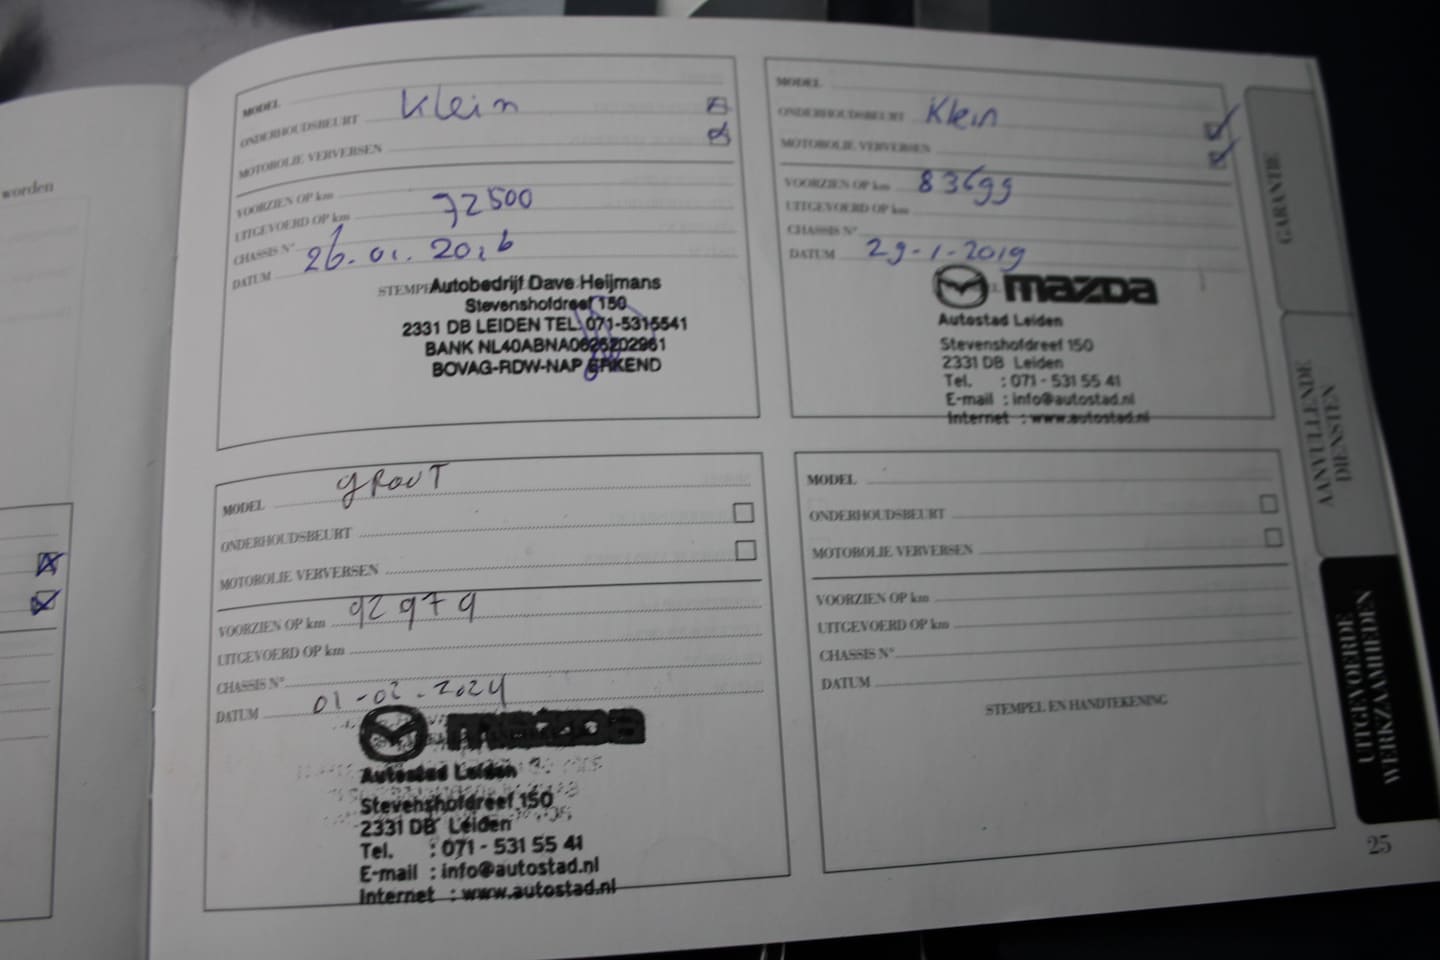 worden
MODEL
ONDERHOUDSBEURT Klein
MOTOROLIE VERVERSEN
VOORZIEN OP km
UITGEVOERD OP km 72500
CHASSIS N°
DATUM 26.01.2016
STEMPEL
Autobedrijf Dave Heijmans
Stevenshofdreef 150
2331 DB LEIDEN TEL. 071-5315541
BANK NL40ABNA0626202961
BOVAG-RDW-NAP ERKEND
MODEL
ONDERHOUDSBEURT Klein
MOTOROLIE VERVERSEN
VOORZIEN OP km 83699
UITGEVOERD OP km
CHASSIS N°
DATUM 29-1-2019
mazda
Autostad Leiden
Stevenshofdreef 150
2331 DB Leiden
Tel. : 071 - 531 55 41
E-mail : info@autostad.nl
Internet : www.autostad.nl
MODEL grooT
ONDERHOUDSBEURT
MOTOROLIE VERVERSEN
VOORZIEN OP km 92979
UITGEVOERD OP km
CHASSIS N°
DATUM 01-02-2024
mazda
Autostad Leiden
Stevenshofdreef 150
2331 DB Leiden
Tel. : 071 - 531 55 41
E-mail : info@autostad.nl
Internet : www.autostad.nl
MODEL
ONDERHOUDSBEURT
MOTOROLIE VERVERSEN
VOORZIEN OP km
UITGEVOERD OP km
CHASSIS N°
DATUM
STEMPEL EN HANDTEKENING
GARANTIE
AANVULLENDE
DIENSTEN
UITGEVOERDE
WERKZAAMHEDEN
25